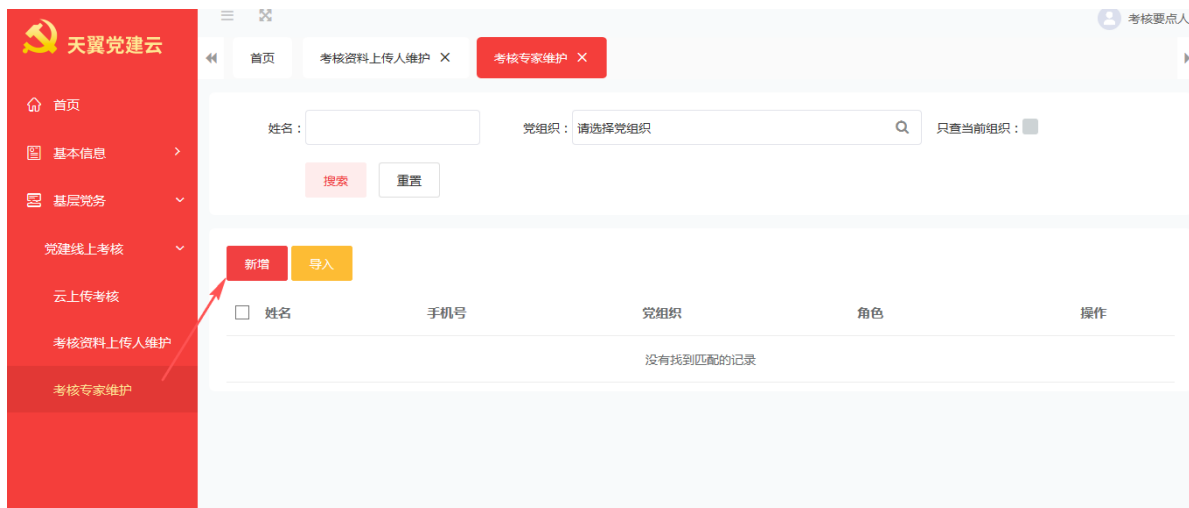 天翼党建云
考核要点人
首页 考核资料上传人维护 考核专家维护
首页
基本信息
基层党务
党建线上考核
云上传考核
考核资料上传人维护
考核专家维护
姓名： 党组织：请选择党组织 只查当前组织：
搜索 重置
新增 导入
姓名 手机号 党组织 角色 操作
没有找到匹配的记录